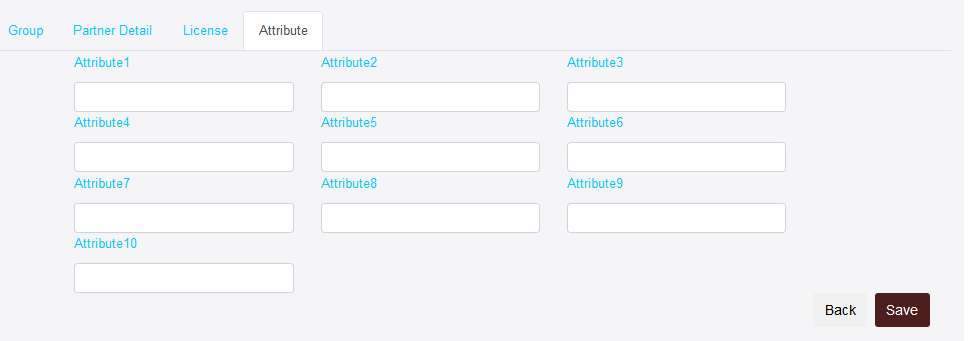 Group Partner Detail License Attribute
Attribute1 Attribute2 Attribute3
Attribute4 Attribute5 Attribute6
Attribute7 Attribute8 Attribute9
Attribute10
Back Save